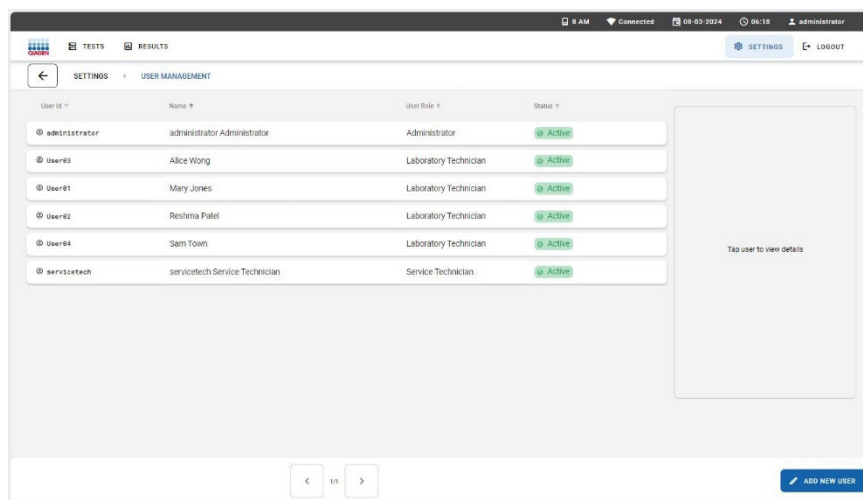 8 AM Connected 08-03-2024 06:18 administrator
QIAGEN TESTS RESULTS SETTINGS LOGOUT
SETTINGS > USER MANAGEMENT
User Id ↑ Name ↑ User Role ↑ Status ↑
administrator administrator Administrator Administrator Active
User03 Alice Wong Laboratory Technician Active
User01 Mary Jones Laboratory Technician Active
User02 Reshma Patel Laboratory Technician Active
User04 Sam Town Laboratory Technician Active
servicetech servicetech Service Technician Service Technician Active
Tap user to view details
1/1
ADD NEW USER